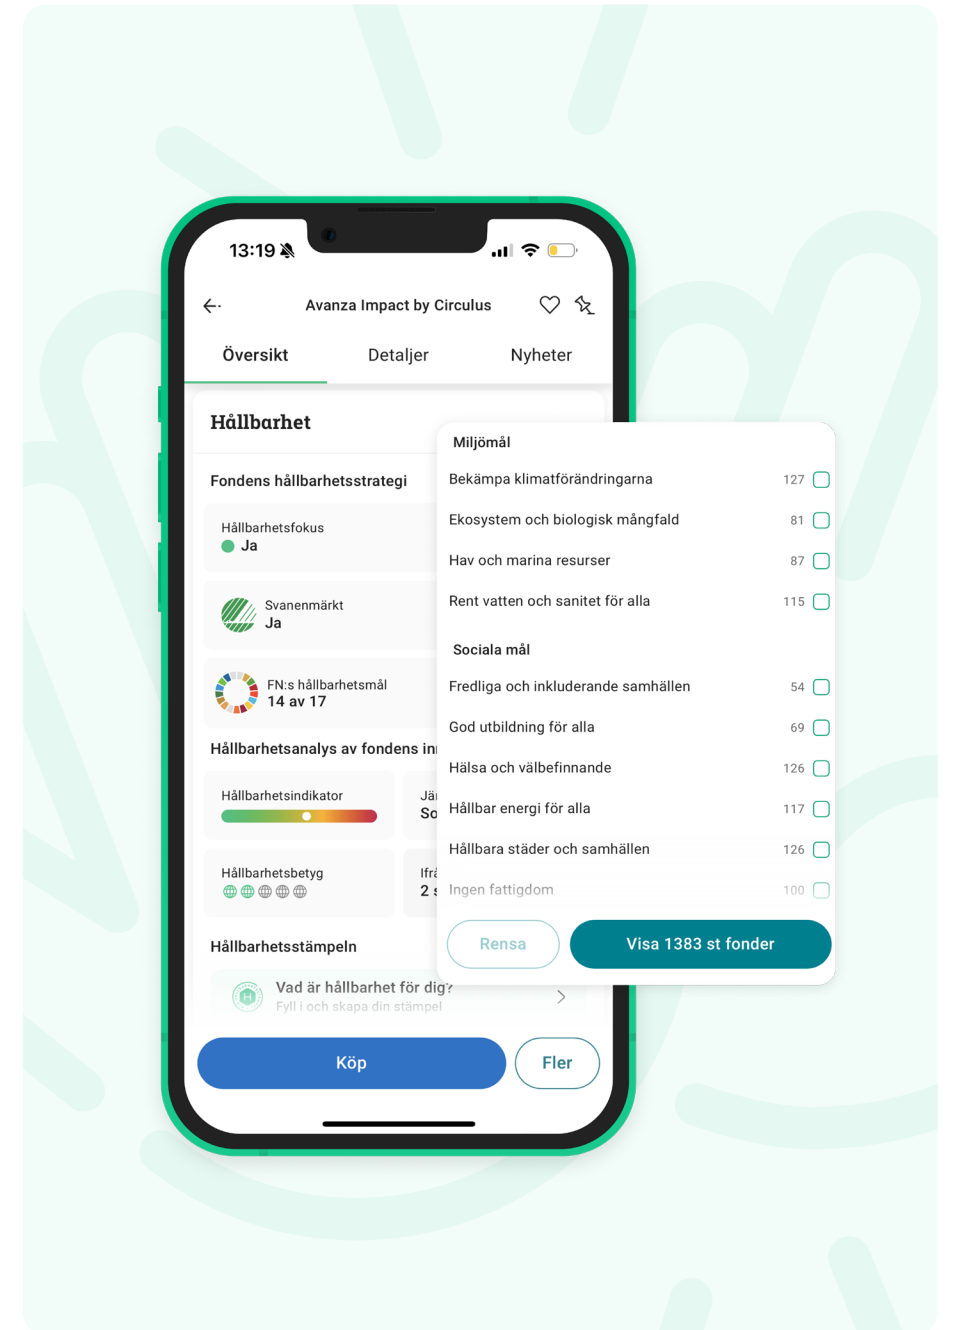 13:19
Avanza Impact by Circulus
Översikt
Detaljer
Nyheter
Hållbarhet
Fondens hållbarhetsstrategi
Hållbarhetsfokus
Ja
Svanenmärkt
Ja
FN:s hållbarhetsmål
14 av 17
Hållbarhetsanalys av fondens in
Hållbarhetsindikator
Jä
So
Hållbarhetsbetyg
Ifrå
2 s
Hållbarhetsstämpeln
H
Vad är hållbarhet för dig?
Fyll i och skapa din stämpel
Köp
Fler
Miljömål
Bekämpa klimatförändringarna 127
Ekosystem och biologisk mångfald 81
Hav och marina resurser 87
Rent vatten och sanitet för alla 115
Sociala mål
Fredliga och inkluderande samhällen 54
God utbildning för alla 69
Hälsa och välbefinnande 126
Hållbar energi för alla 117
Hållbara städer och samhällen 126
Ingen fattigdom 100
Rensa
Visa 1383 st fonder